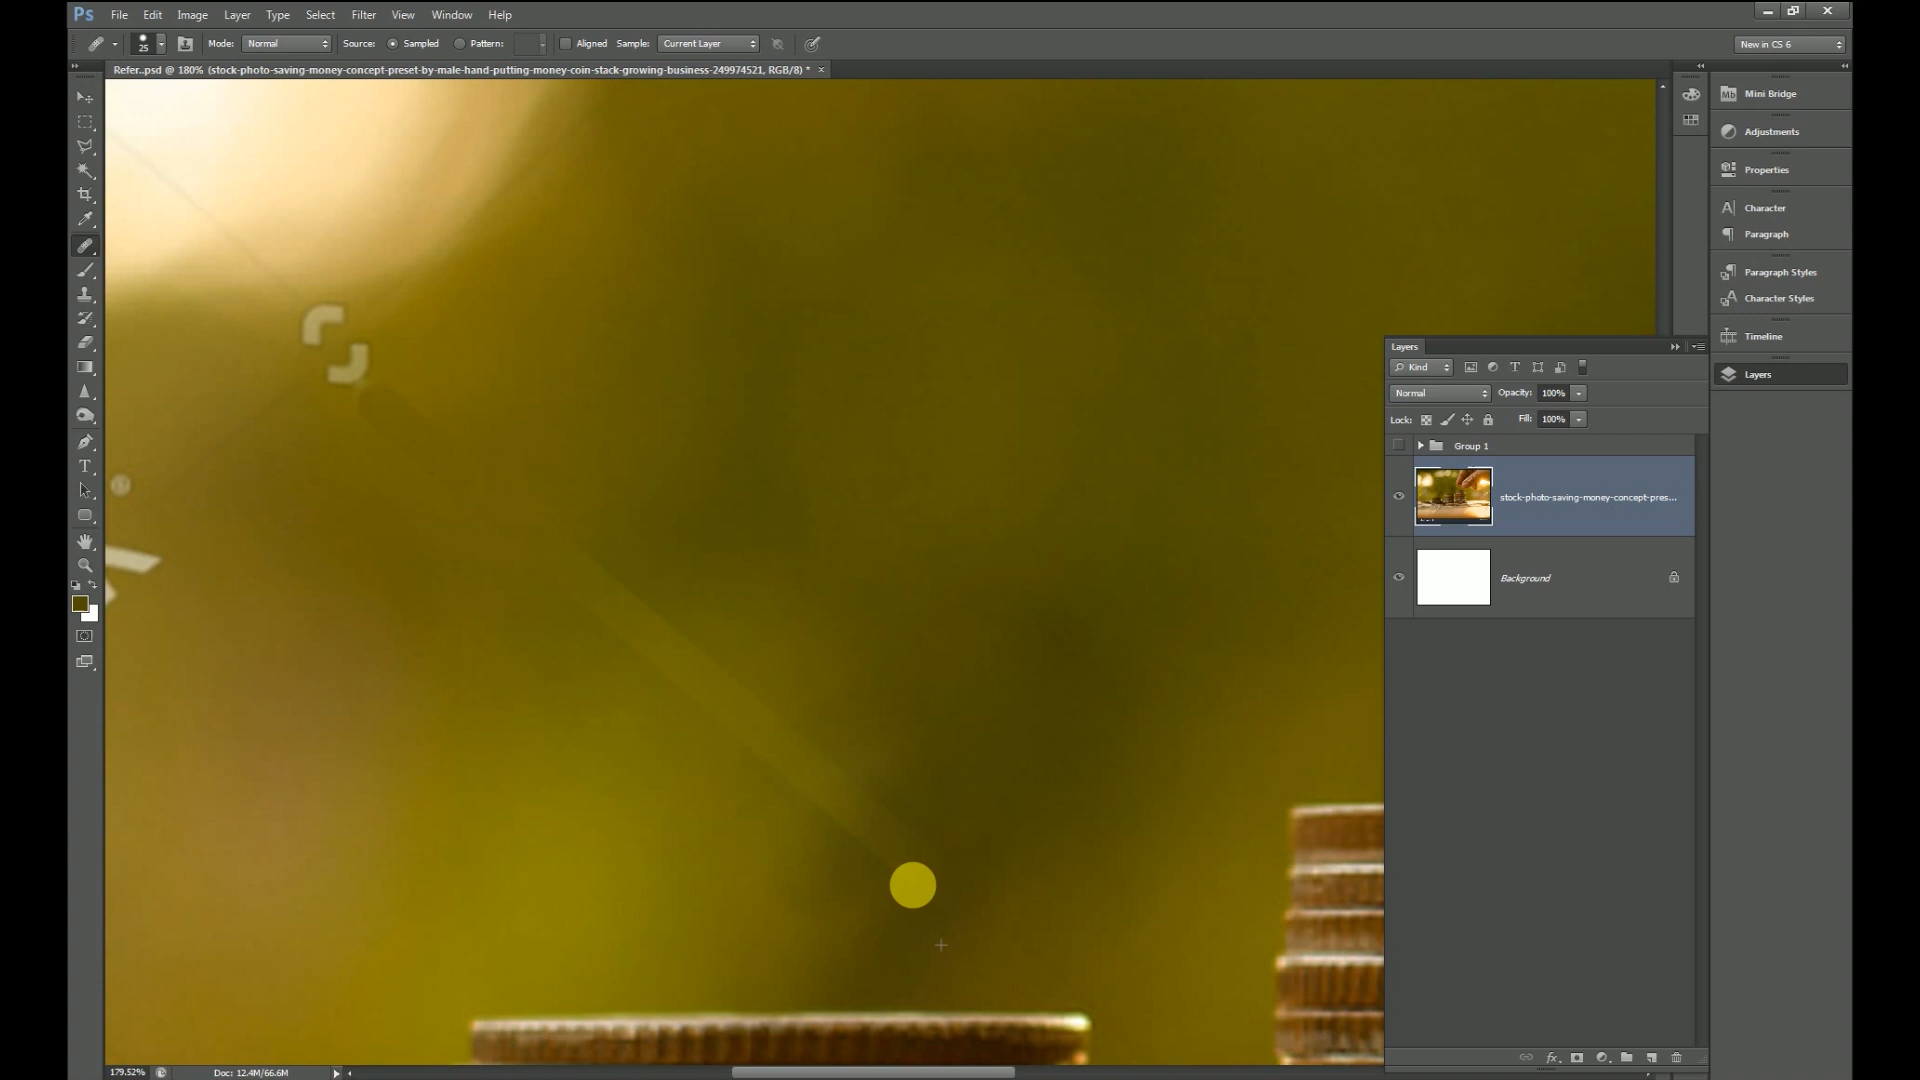 Ps File Edit Image Layer Type Select Filter View Window Help
25 Mode: Normal Source: Sampled Pattern: Aligned Sample: Current Layer New in CS 6
Refer..psd @ 180% (stock-photo-saving-money-concept-preset-by-male-hand-putting-money-coin-stack-growing-business-249974521, RGB/8) * ×
Mb Mini Bridge
Adjustments
Properties
Character
Paragraph
Paragraph Styles
Character Styles
Timeline
Layers
Layers
Kind
Normal Opacity: 100%
Lock: Fill: 100%
Group 1
stock-photo-saving-money-concept-pres...
Background
179.52% Doc: 12.4M/66.6M